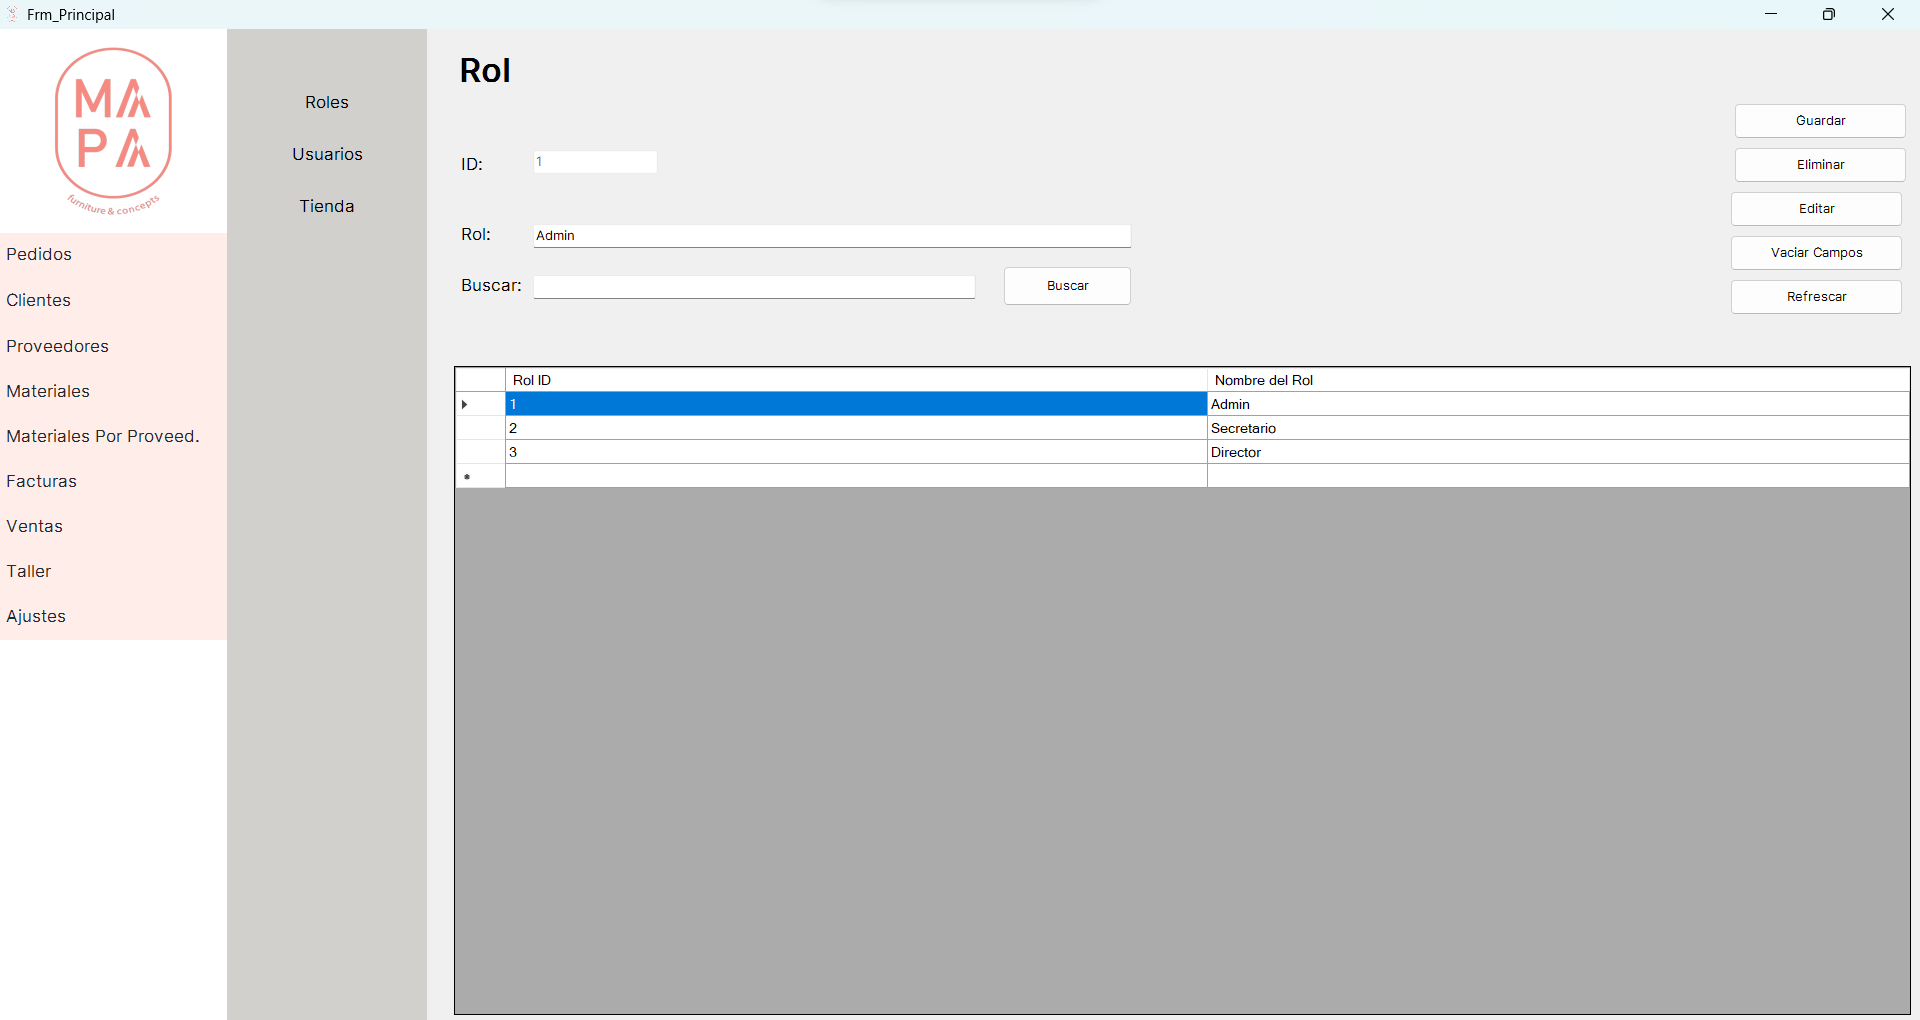 Frm_Principal
MA
PA
furniture & concepts
Pedidos
Clientes
Proveedores
Materiales
Materiales Por Proveed.
Facturas
Ventas
Taller
Ajustes
Roles
Usuarios
Tienda
Rol
ID: 1
Rol: Admin
Buscar: Buscar
Guardar
Eliminar
Editar
Vaciar Campos
Refrescar
Rol ID Nombre del Rol
1 Admin
2 Secretario
3 Director